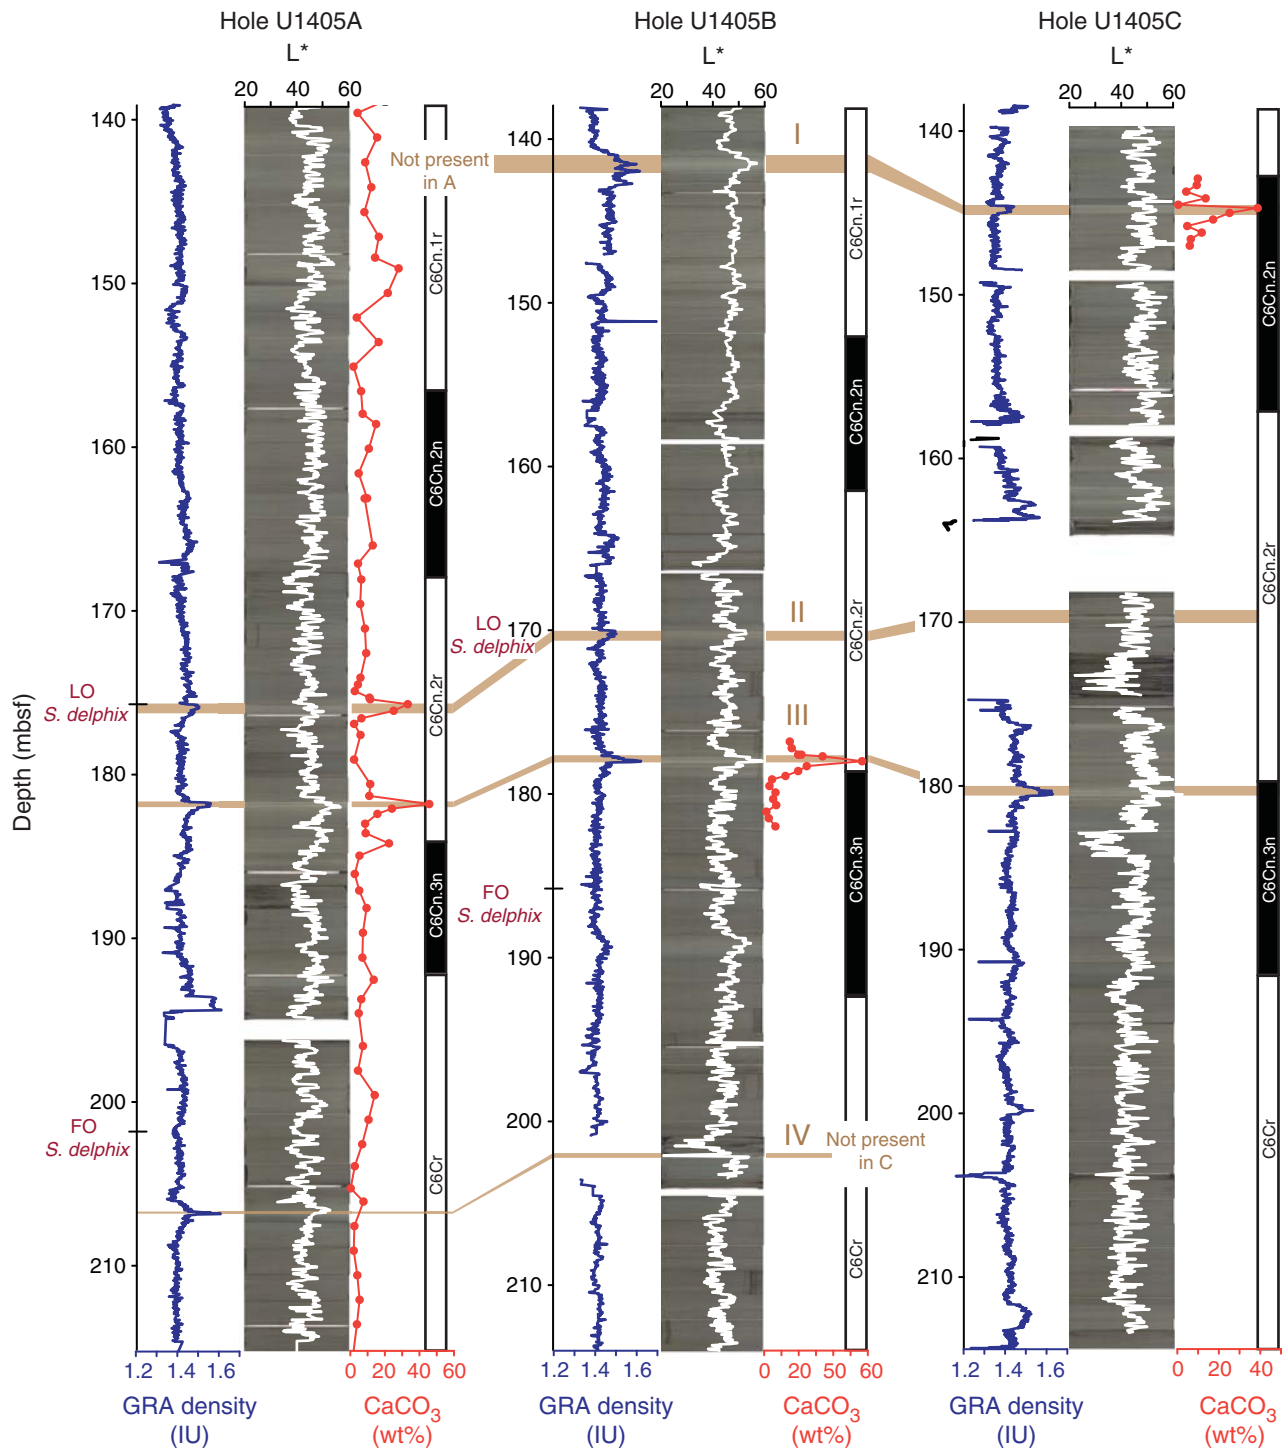 Hole U1405A
L*
20 40 60
Hole U1405B
L*
20 40 60
Hole U1405C
L*
20 40 60
Depth (mbsf)
140
150
160
170
180
190
200
210
LO
S. delphix
FO
S. delphix
Not present
in A
C6Cn.1r
C6Cn.2n
C6Cn.2r
C6Cn.3n
C6Cr
1.2 1.4 1.6
GRA density
(IU)
0 20 40 60
CaCO3
(wt%)
140
150
160
170
180
190
200
210
LO
S. delphix
FO
S. delphix
I
II
III
IV
Not present
in C
C6Cn.1r
C6Cn.2n
C6Cn.2r
C6Cn.3n
C6Cr
1.2 1.4 1.6
GRA density
(IU)
0 20 40 60
CaCO3
(wt%)
140
150
160
170
180
190
200
210
C6Cn.2n
C6Cn.2r
C6Cn.3n
C6Cr
1.2 1.4 1.6
GRA density
(IU)
0 20 40
CaCO3
(wt%)